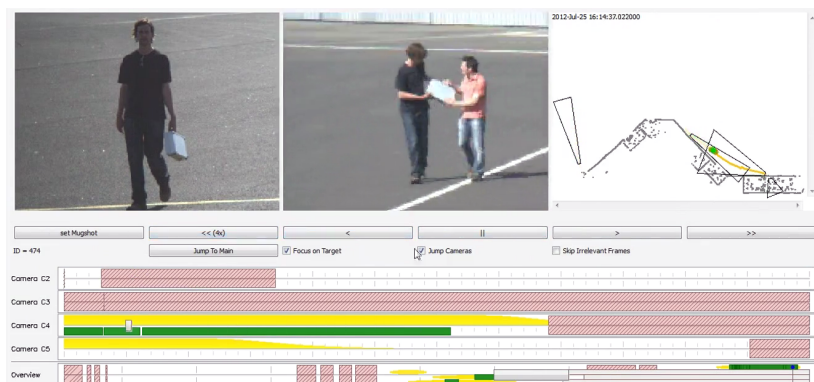 2012-Jul-25 16:14:37.022000
set Mugshot
<< (4x)
<
||
>
>>
ID = 474
Jump To Main
Focus on Target
Jump Cameras
Skip Irrelevant Frames
Camera C2
Camera C3
Camera C4
Camera C5
Overview